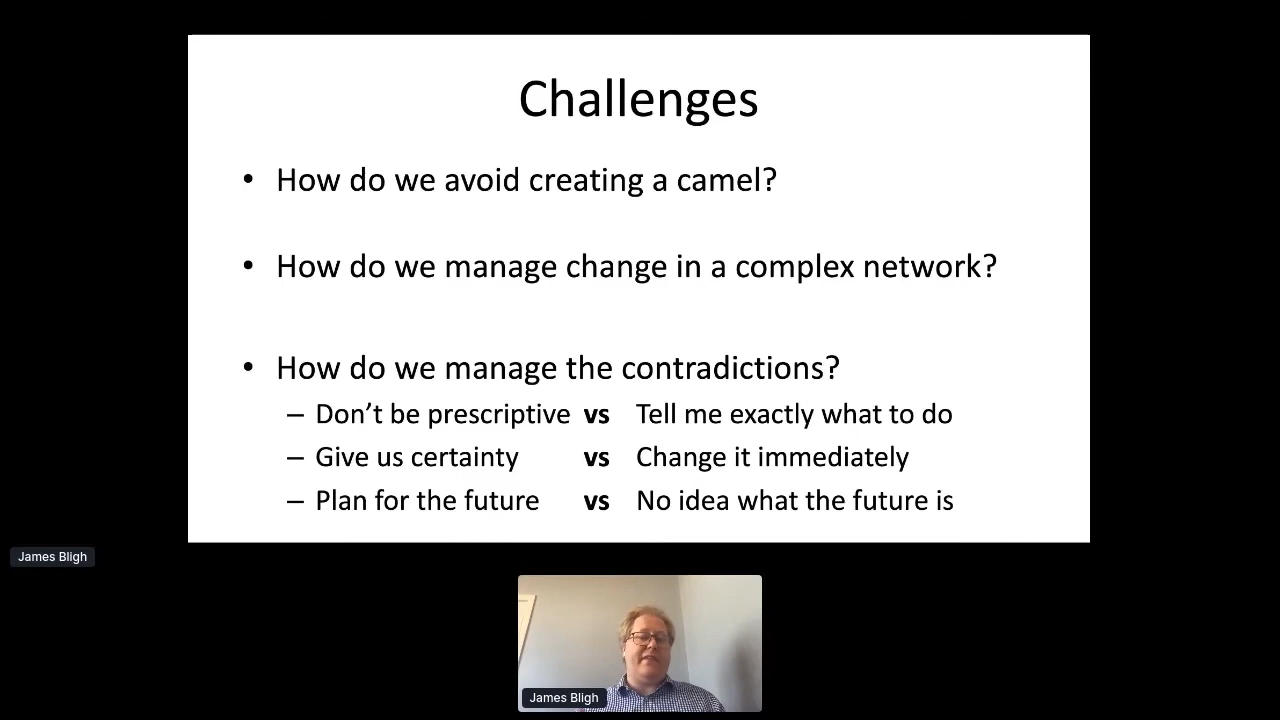 Challenges
• How do we avoid creating a camel?
• How do we manage change in a complex network?
• How do we manage the contradictions?
– Don’t be prescriptive vs Tell me exactly what to do
– Give us certainty vs Change it immediately
– Plan for the future vs No idea what the future is
James Bligh
James Bligh